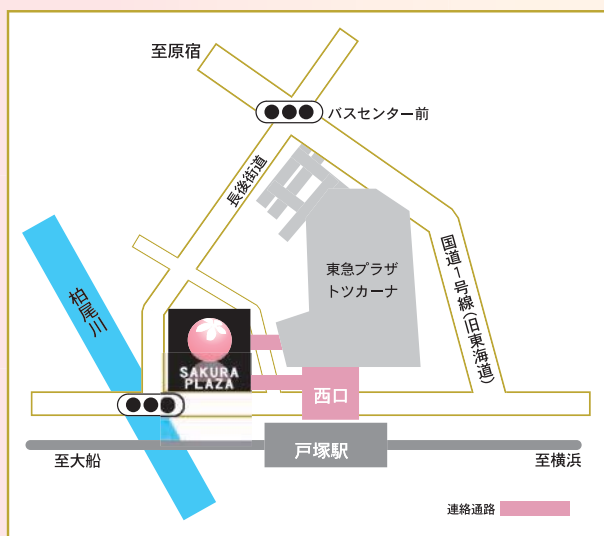 至原宿
バスセンター前
長後街道
国道1号線(旧東海道)
柏尾川
東急プラザ
トツカーナ
SAKURA
PLAZA
西口
戸塚駅
至大船
至横浜
連絡通路